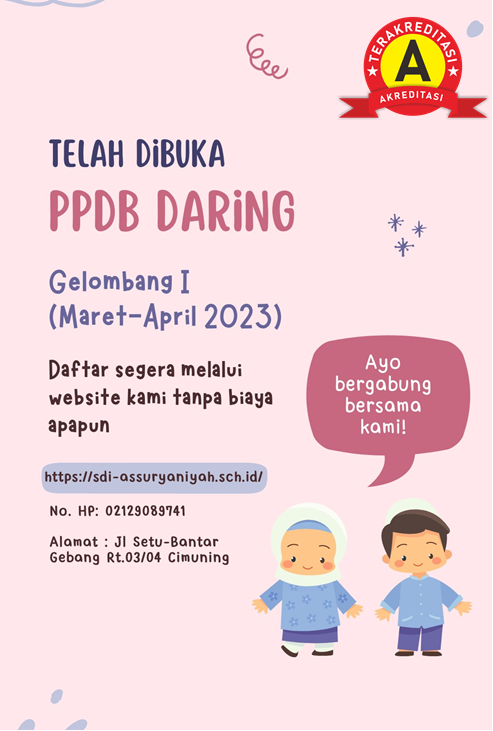 TERAKREDITASI
A
AKREDITASI
TELAH DiBUKA
PPDB DARiNG
Gelombang I
(Maret-April 2023)
Daftar segera melalui
website kami tanpa biaya
apapun
Ayo
bergabung
bersama
kami!
https://sdi-assuryaniyah.sch.id/
No. HP: 02129089741
Alamat : Jl Setu-Bantar
Gebang Rt.03/04 Cimuning